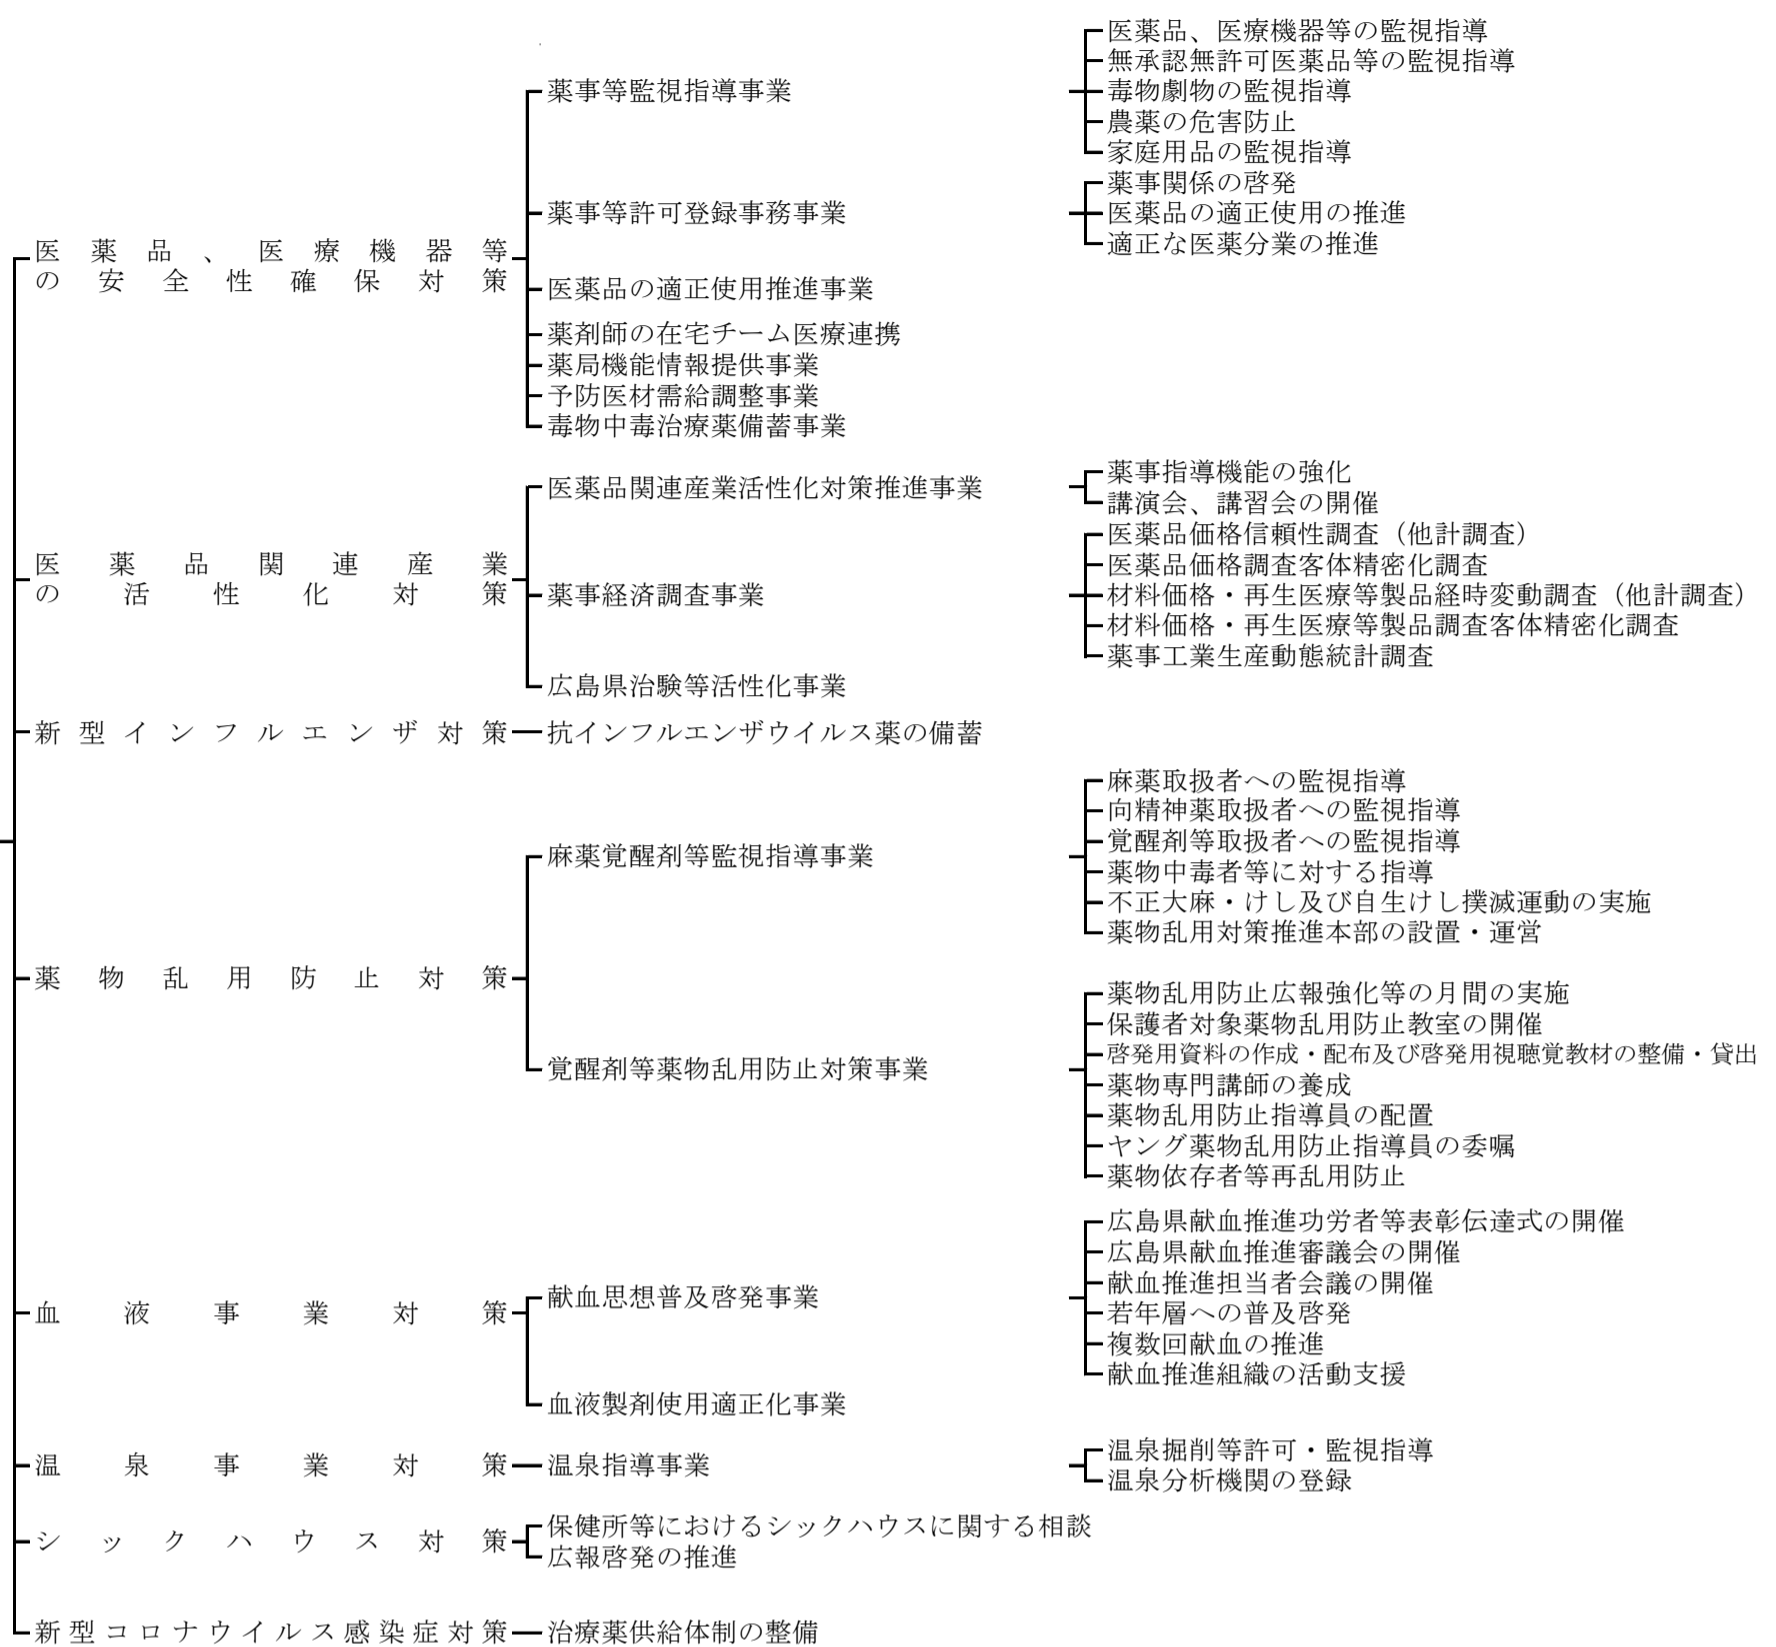 医薬品、医療機器等
の安全性確保対策
薬事等監視指導事業
医薬品、医療機器等の監視指導
無承認無許可医薬品等の監視指導
毒物劇物の監視指導
農薬の危害防止
家庭用品の監視指導
薬事等許可登録事務事業
薬事関係の啓発
医薬品の適正使用の推進
適正な医薬分業の推進
医薬品の適正使用推進事業
薬剤師の在宅チーム医療連携
薬局機能情報提供事業
予防医材需給調整事業
毒物中毒治療薬備蓄事業
医薬品関連産業
の活性化対策
医薬品関連産業活性化対策推進事業
薬事指導機能の強化
講演会、講習会の開催
薬事経済調査事業
医薬品価格信頼性調査（他計調査）
医薬品価格調査客体精密化調査
材料価格・再生医療等製品経時変動調査（他計調査）
材料価格・再生医療等製品調査客体精密化調査
薬事工業生産動態統計調査
広島県治験等活性化事業
新型インフルエンザ対策
抗インフルエンザウイルス薬の備蓄
薬物乱用防止対策
麻薬覚醒剤等監視指導事業
麻薬取扱者への監視指導
向精神薬取扱者への監視指導
覚醒剤等取扱者への監視指導
薬物中毒者等に対する指導
不正大麻・けし及び自生けし撲滅運動の実施
薬物乱用対策推進本部の設置・運営
覚醒剤等薬物乱用防止対策事業
薬物乱用防止広報強化等の月間の実施
保護者対象薬物乱用防止教室の開催
啓発用資料の作成・配布及び啓発用視聴覚教材の整備・貸出
薬物専門講師の養成
薬物乱用防止指導員の配置
ヤング薬物乱用防止指導員の委嘱
薬物依存者等再乱用防止
血液事業対策
献血思想普及啓発事業
広島県献血推進功労者等表彰伝達式の開催
広島県献血推進審議会の開催
献血推進担当者会議の開催
若年層への普及啓発
複数回献血の推進
献血推進組織の活動支援
血液製剤使用適正化事業
温泉事業対策
温泉指導事業
温泉掘削等許可・監視指導
温泉分析機関の登録
シックハウス対策
保健所等におけるシックハウスに関する相談
広報啓発の推進
新型コロナウイルス感染症対策
治療薬供給体制の整備